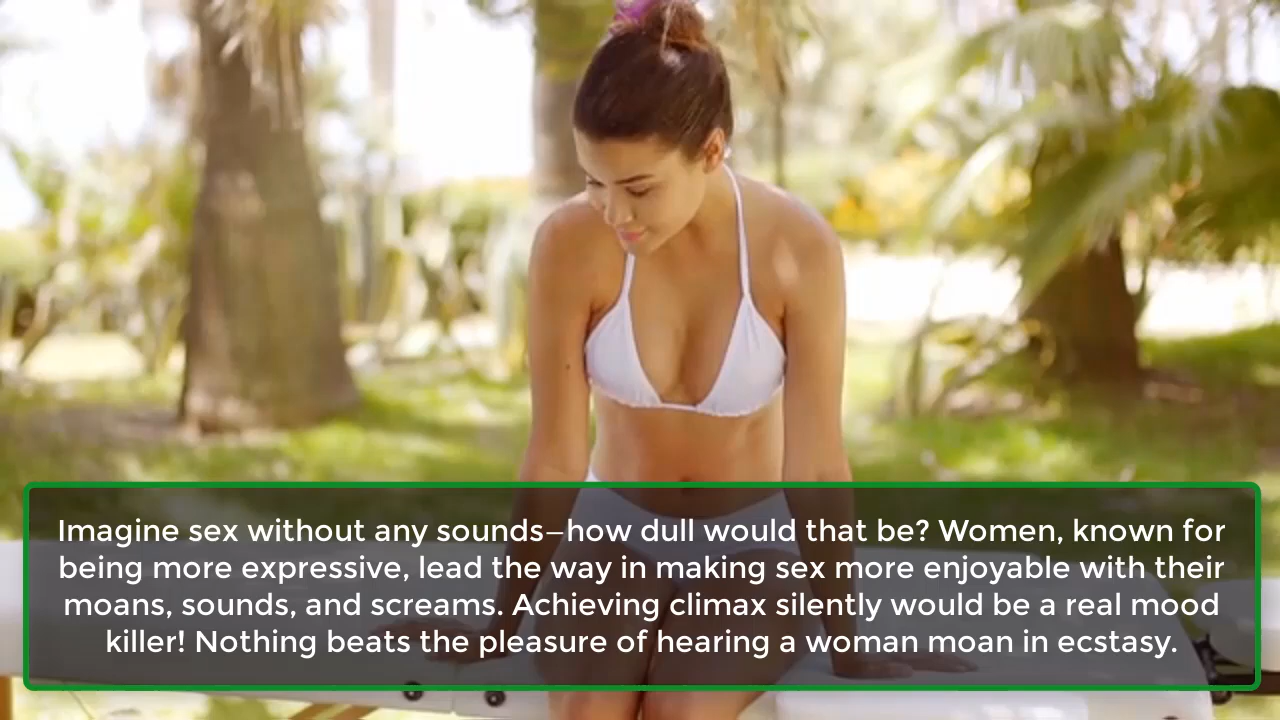 Imagine sex without any sounds—how dull would that be? Women, known for
being more expressive, lead the way in making sex more enjoyable with their
moans, sounds, and screams. Achieving climax silently would be a real mood
killer! Nothing beats the pleasure of hearing a woman moan in ecstasy.